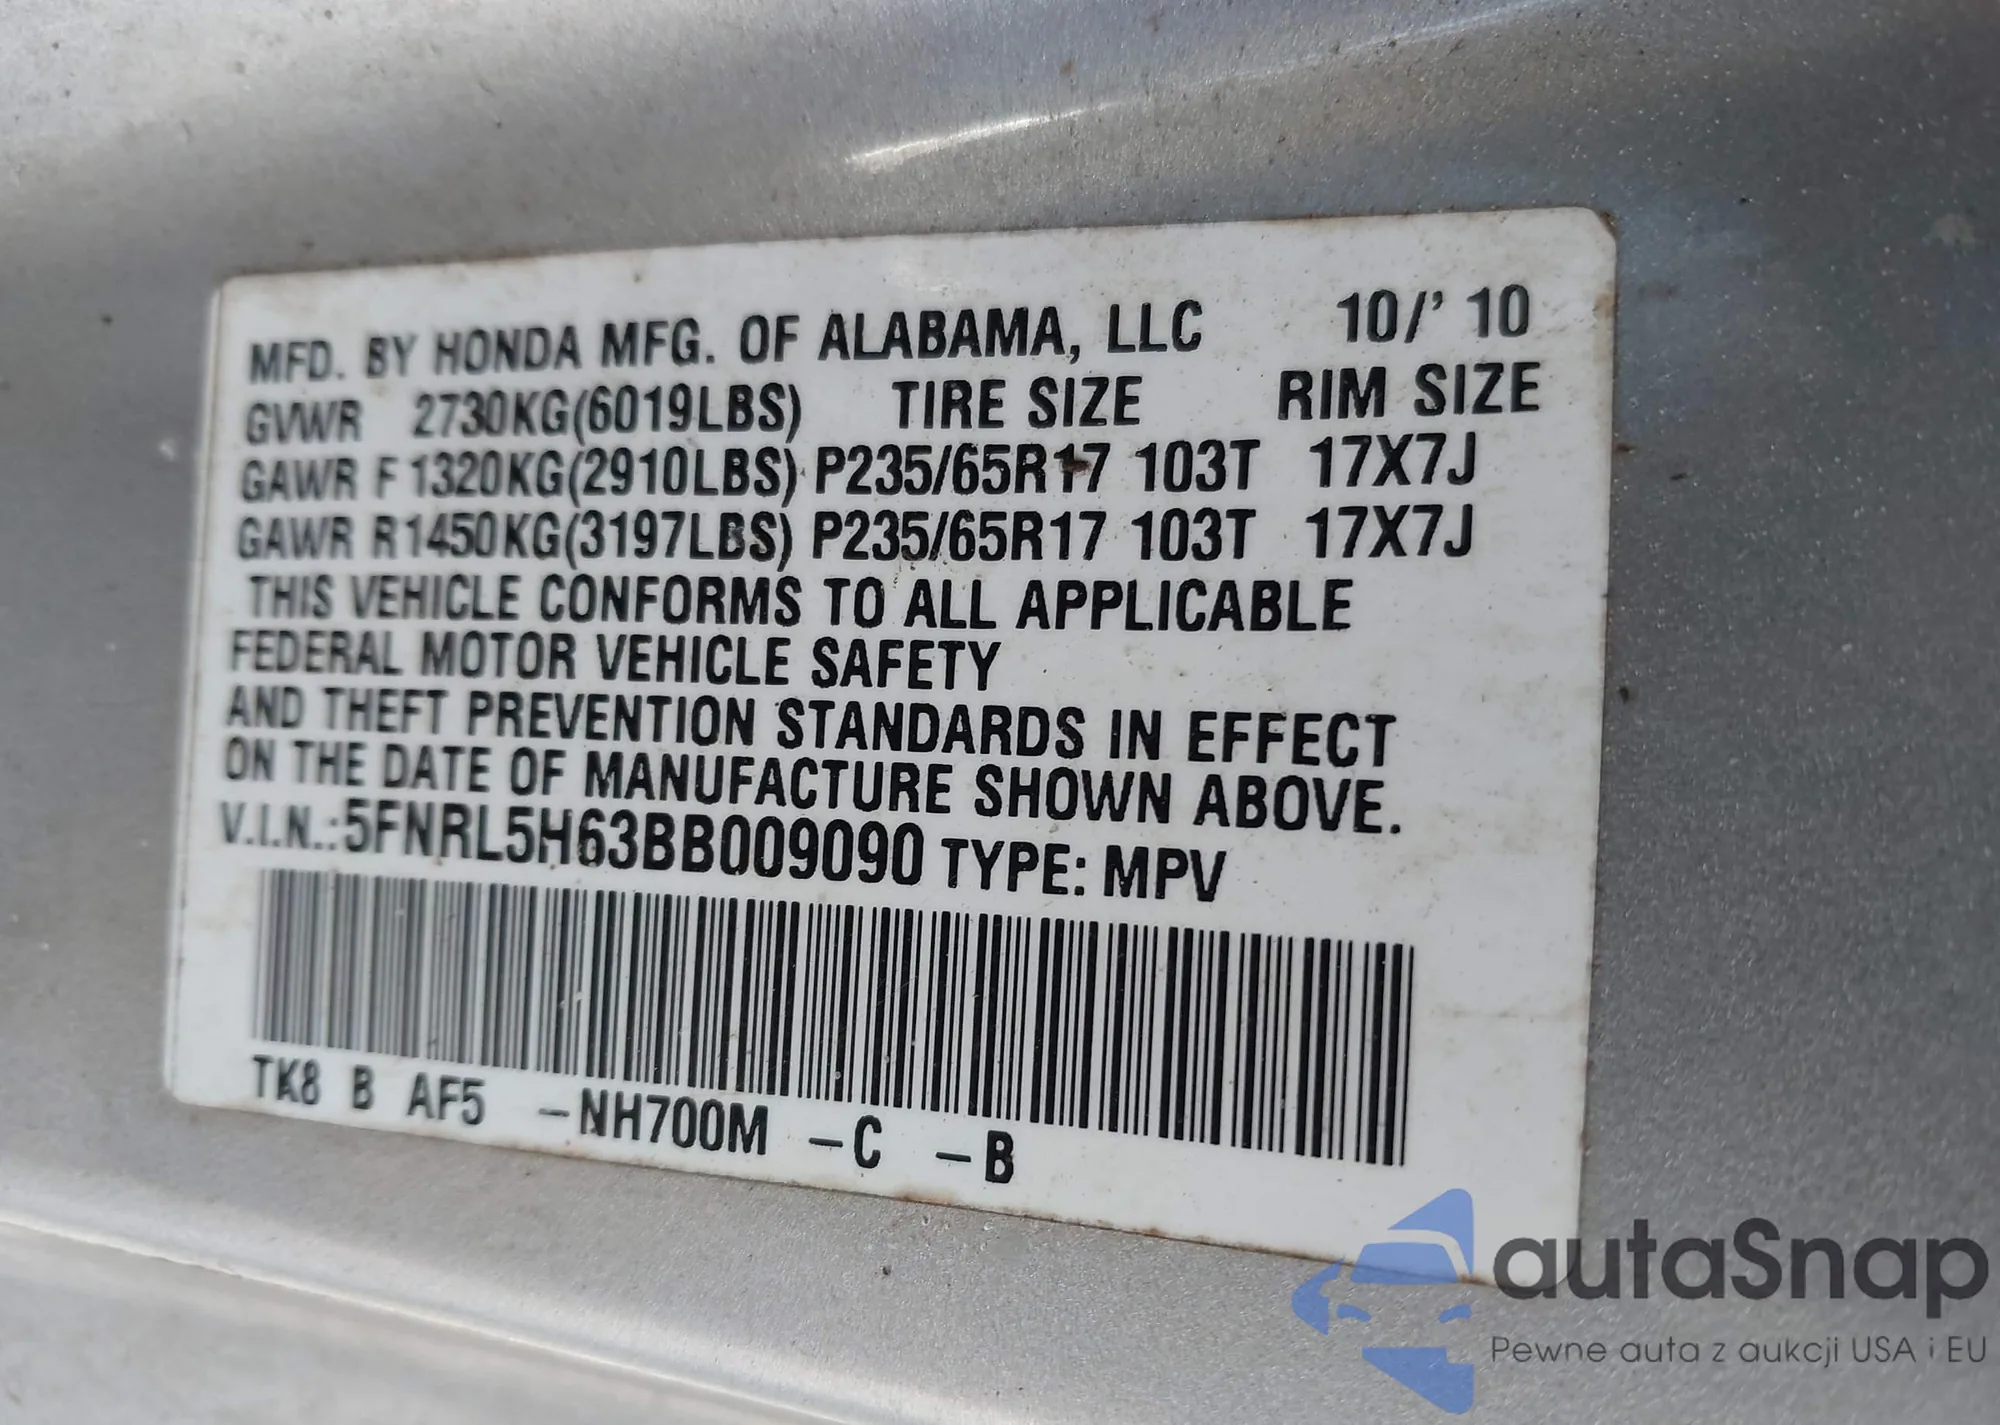 MFD. BY HONDA MFG. OF ALABAMA, LLC 10/'10
GVWR 2730KG(6019LBS) TIRE SIZE RIM SIZE
GAWR F 1320KG(2910LBS) P235/65R17 103T 17X7J
GAWR R1450KG(3197LBS) P235/65R17 103T 17X7J
THIS VEHICLE CONFORMS TO ALL APPLICABLE
FEDERAL MOTOR VEHICLE SAFETY
AND THEFT PREVENTION STANDARDS IN EFFECT
ON THE DATE OF MANUFACTURE SHOWN ABOVE.
V.I.N.:5FNRL5H63BB009090 TYPE: MPV
TK8 B AF5 -NH700M -C -B
autaSnap
Pewne auta z aukcji USA i EU